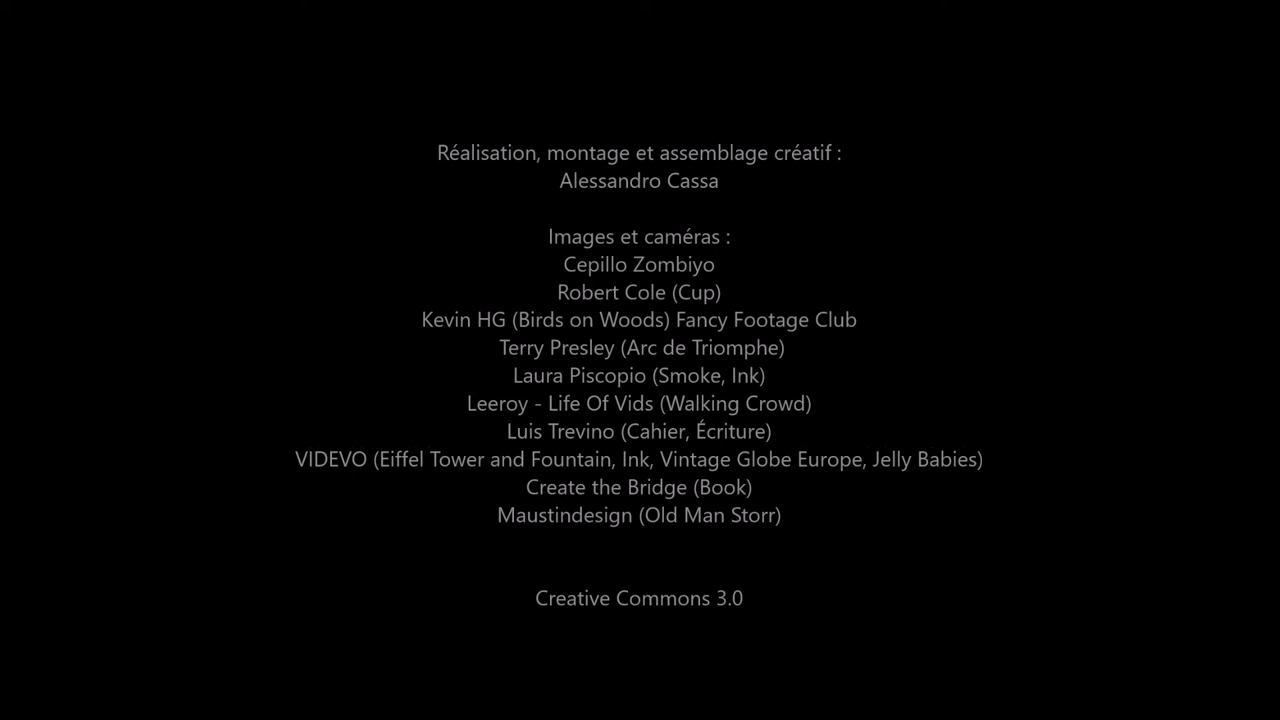 Réalisation, montage et assemblage créatif :
Alessandro Cassa
Images et caméras :
Cepillo Zombiyo
Robert Cole (Cup)
Kevin HG (Birds on Woods) Fancy Footage Club
Terry Presley (Arc de Triomphe)
Laura Piscopio (Smoke, Ink)
Leeroy - Life Of Vids (Walking Crowd)
Luis Trevino (Cahier, Écriture)
VIDEVO (Eiffel Tower and Fountain, Ink, Vintage Globe Europe, Jelly Babies)
Create the Bridge (Book)
Maustindesign (Old Man Storr)
Creative Commons 3.0